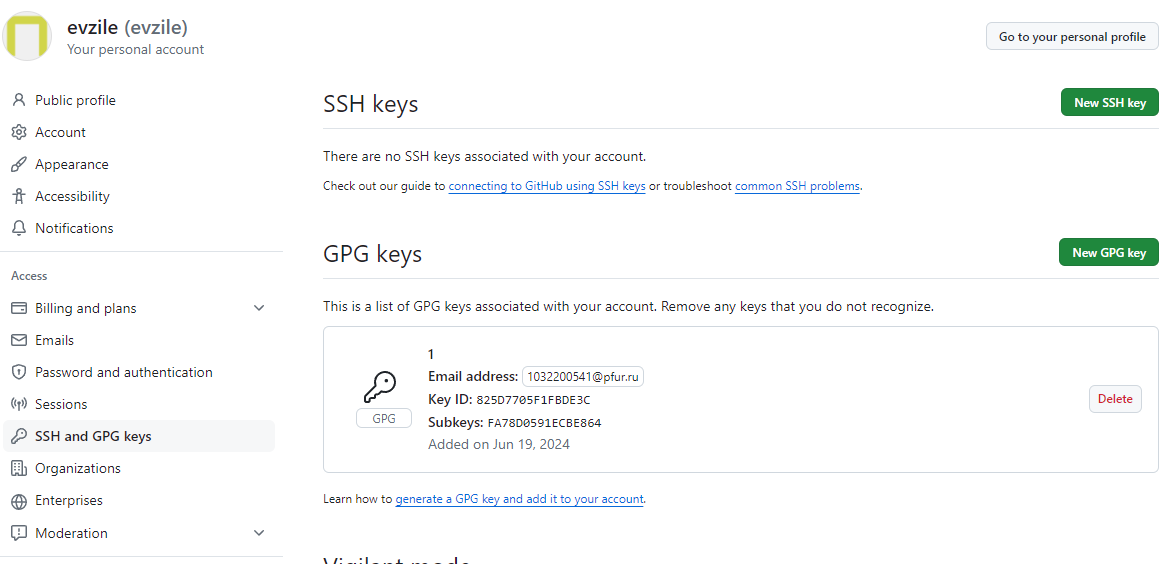 evzile (evzile)
Your personal account
Go to your personal profile
Public profile
Account
Appearance
Accessibility
Notifications
Access
Billing and plans
Emails
Password and authentication
Sessions
SSH and GPG keys
Organizations
Enterprises
Moderation
SSH keys
New SSH key
There are no SSH keys associated with your account.
Check out our guide to connecting to GitHub using SSH keys or troubleshoot common SSH problems.
GPG keys
New GPG key
This is a list of GPG keys associated with your account. Remove any keys that you do not recognize.
GPG
1
Email address: 1032200541@pfur.ru
Key ID: 825D7705F1FBDE3C
Subkeys: FA78D0591ECBE864
Added on Jun 19, 2024
Delete
Learn how to generate a GPG key and add it to your account.
Vigilant mode